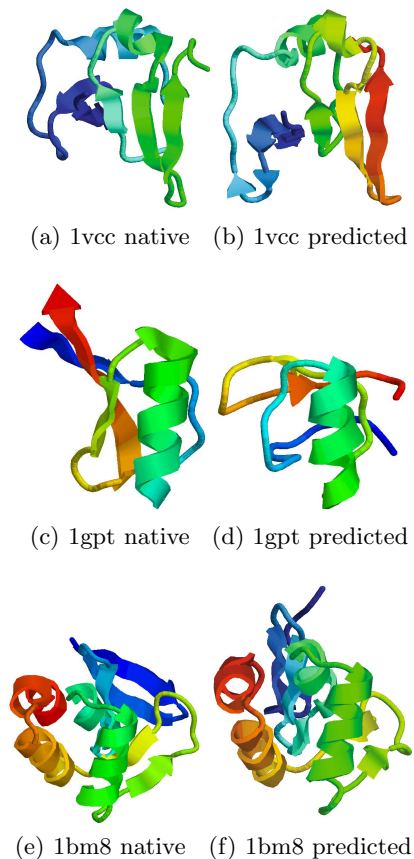 (a) 1vcc native (b) 1vcc predicted
(c) 1gpt native (d) 1gpt predicted
(e) 1bm8 native (f) 1bm8 predicted